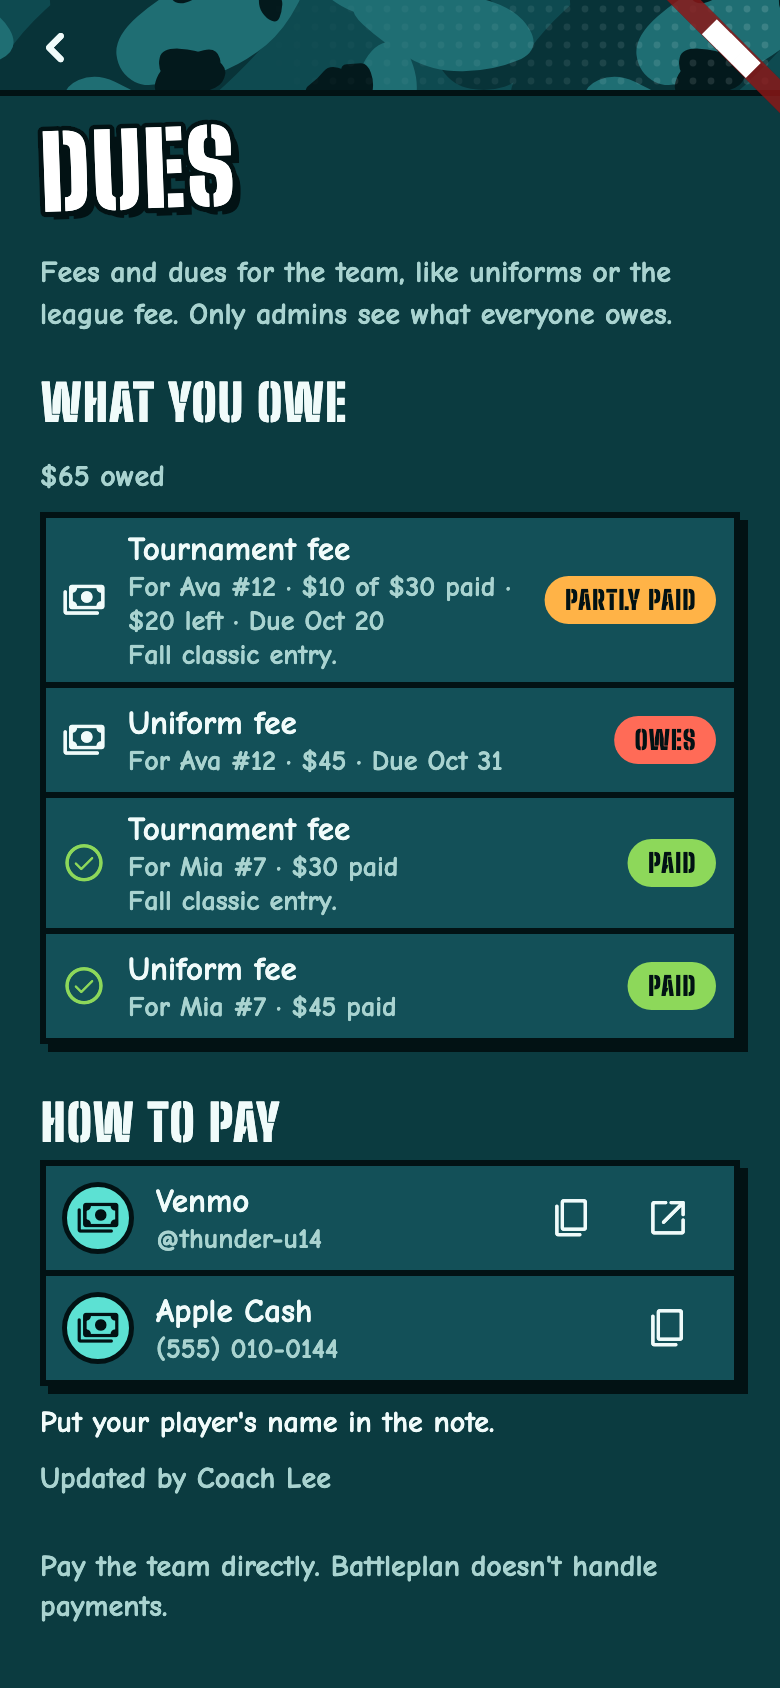 DUES
Fees and dues for the team, like uniforms or the
league fee. Only admins see what everyone owes.
WHAT YOU OWE
$65 owed
Tournament fee
For Ava #12 · $10 of $30 paid ·
$20 left · Due Oct 20
Fall classic entry.
PARTLY PAID
Uniform fee
For Ava #12 · $45 · Due Oct 31
OWES
Tournament fee
For Mia #7 · $30 paid
Fall classic entry.
PAID
Uniform fee
For Mia #7 · $45 paid
PAID
HOW TO PAY
Venmo
@thunder-u14
Apple Cash
(555) 010-0144
Put your player's name in the note.
Updated by Coach Lee
Pay the team directly. Battleplan doesn't handle
payments.